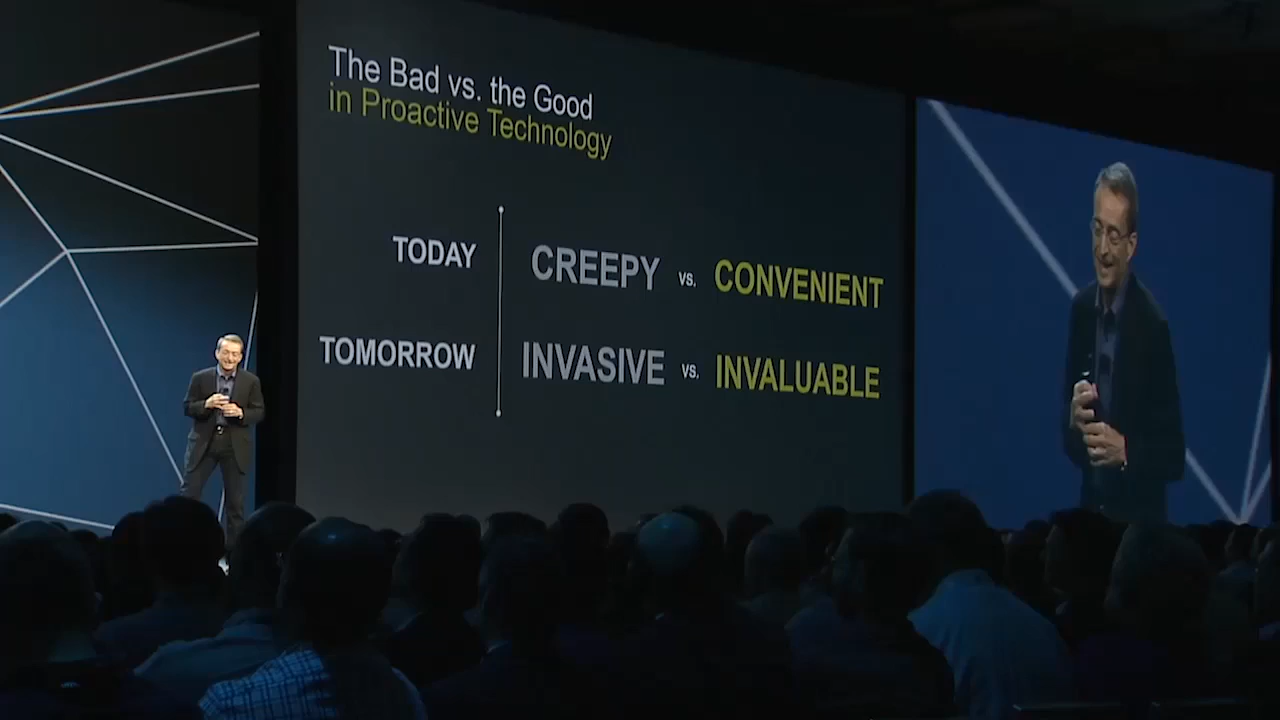 The Bad vs. the Good
in Proactive Technology
TODAY CREEPY vs. CONVENIENT
TOMORROW INVASIVE vs. INVALUABLE